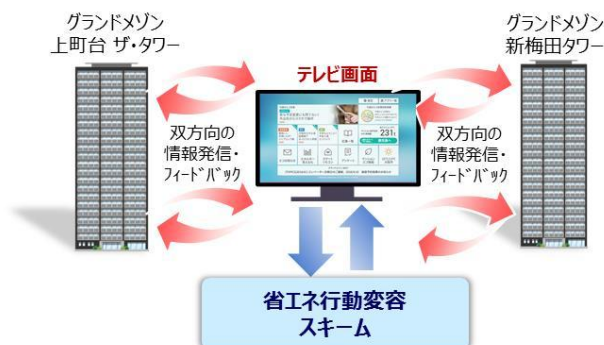 グランドメゾン
上町台 ザ・タワー
グランドメゾン
新梅田タワー
テレビ画面
231
双方向の
情報発信・
フィードバック
双方向の
情報発信・
フィードバック
省エネ行動変容
スキーム